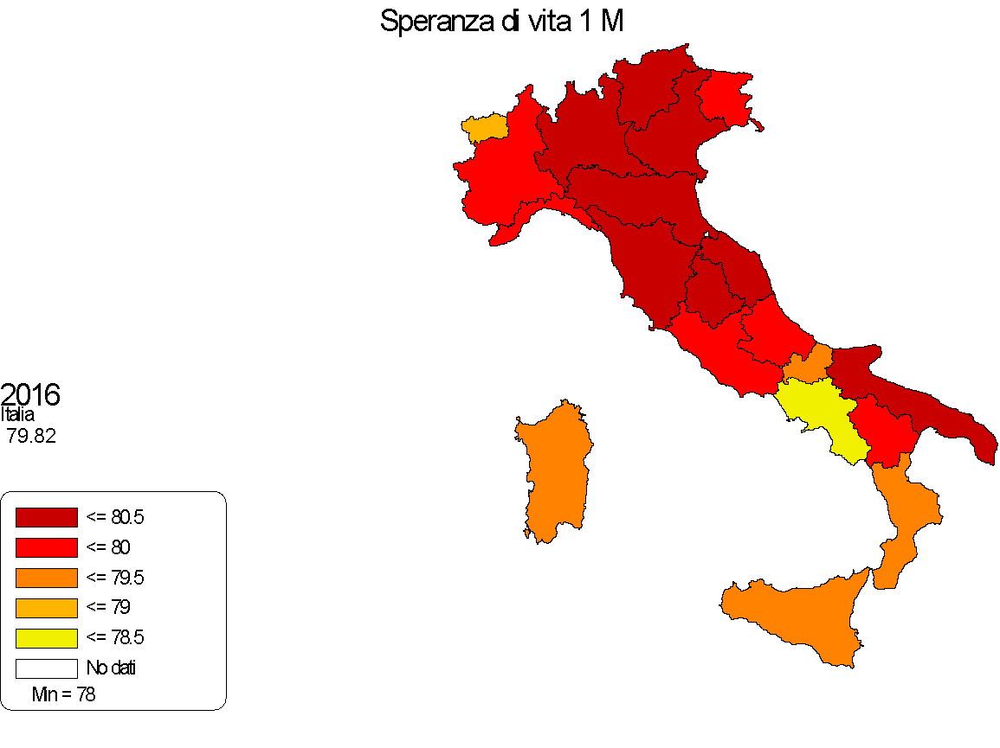 Speranza di vita 1 M
2016
Italia
79.82
<= 80.5
<= 80
<= 79.5
<= 79
<= 78.5
No dati
Min = 78